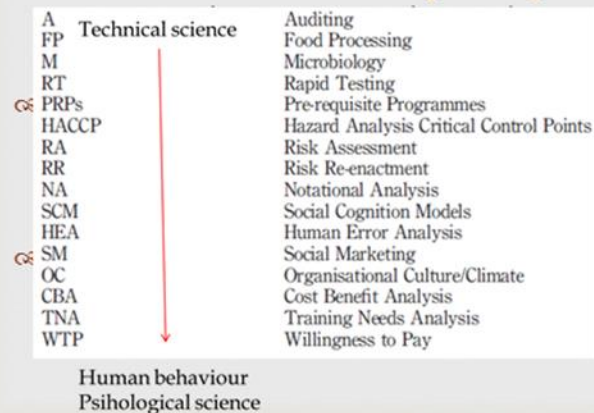 A Auditing
Technical science
FP Food Processing
M Microbiology
RT Rapid Testing
PRPs Pre-requisite Programmes
HACCP Hazard Analysis Critical Control Points
RA Risk Assessment
RR Risk Re-enactment
NA Notational Analysis
SCM Social Cognition Models
HEA Human Error Analysis
SM Social Marketing
OC Organisational Culture/Climate
CBA Cost Benefit Analysis
TNA Training Needs Analysis
WTP Willingness to Pay
Human behaviour
Psihological science